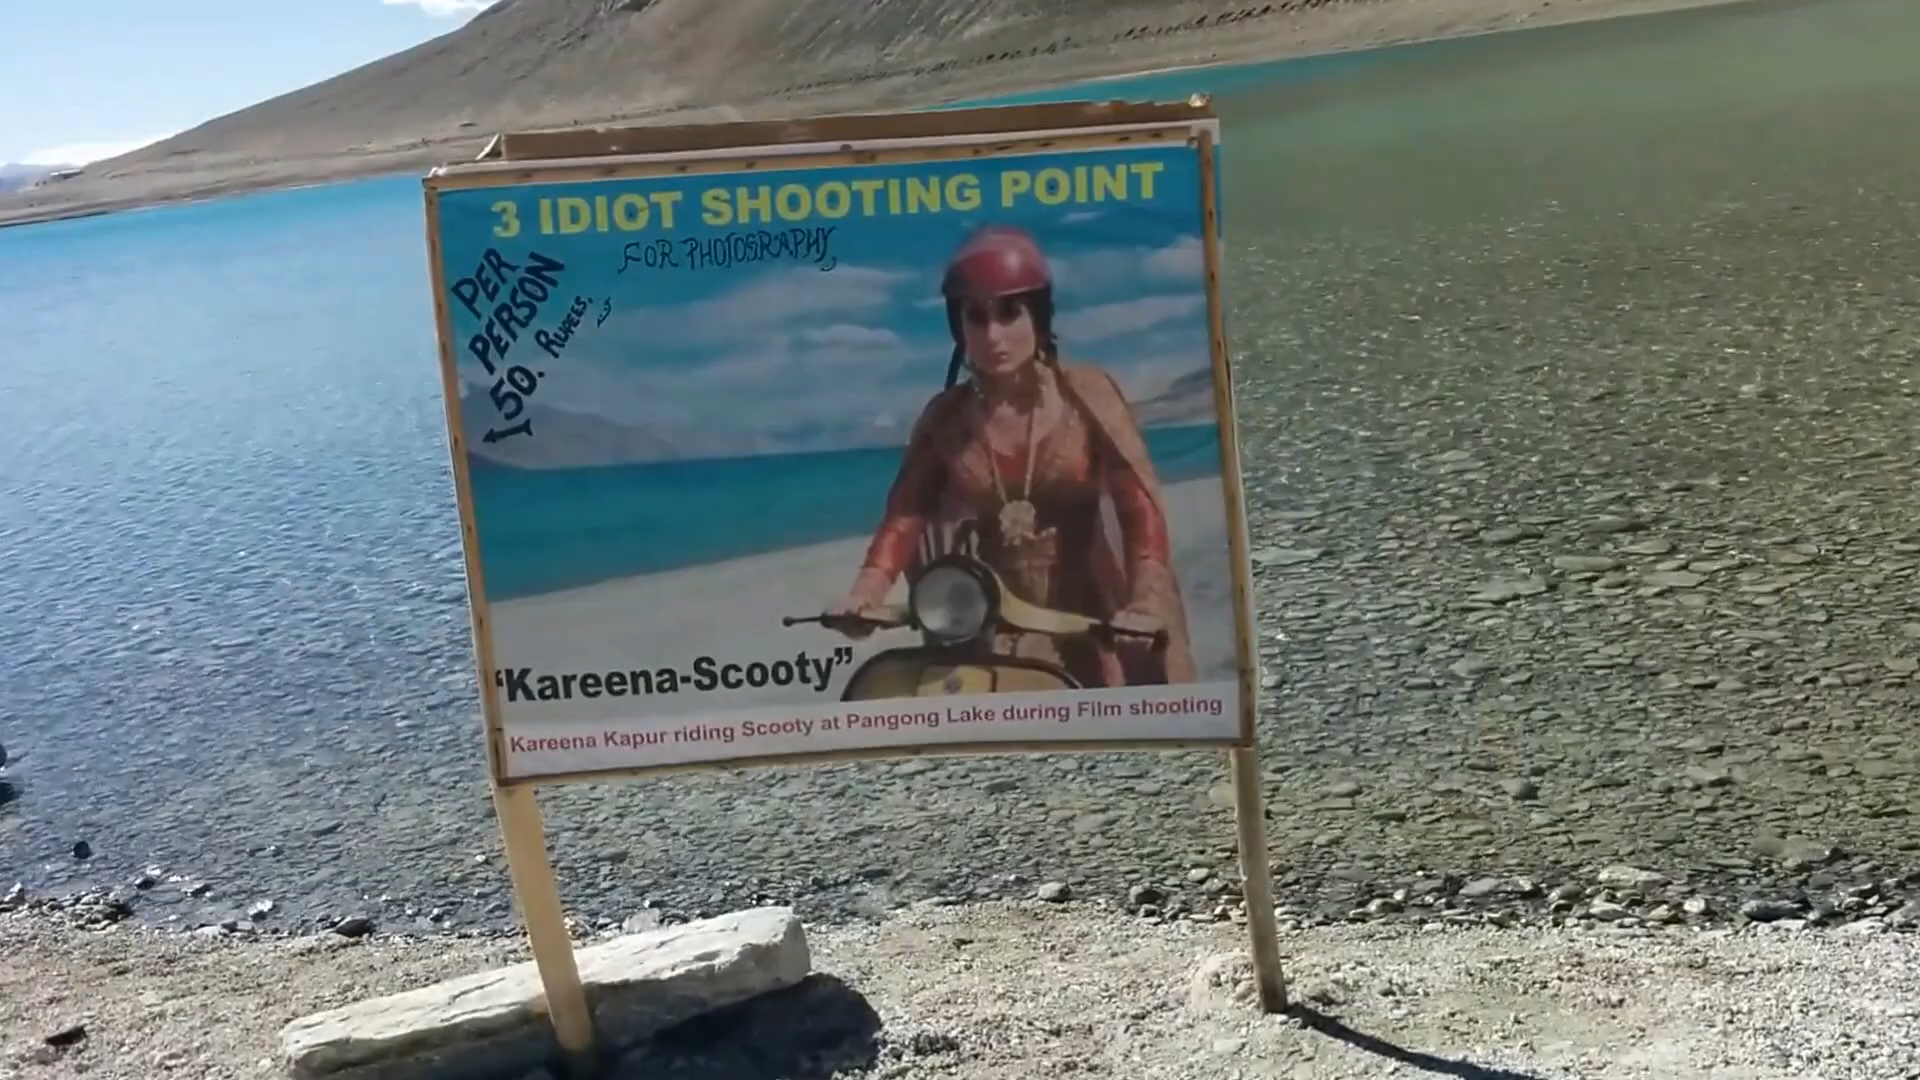 3 IDIOT SHOOTING POINT
FOR PHOTOGRAPHY
PER
PERSON
50. RUPEES.
“Kareena-Scooty”
Kareena Kapur riding Scooty at Pangong Lake during Film shooting